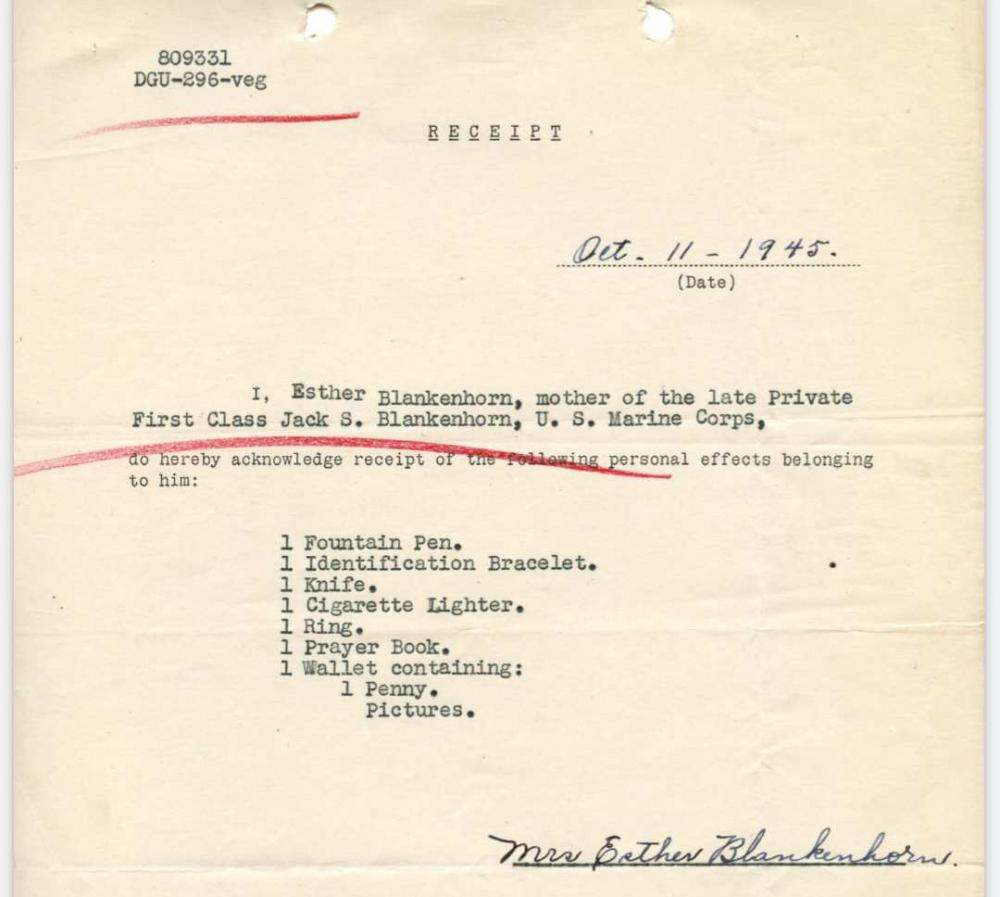 809331
DGU-296-veg
RECEIPT
Oct. 11 - 1945.
(Date)
I, Esther Blankenhorn, mother of the late Private
First Class Jack S. Blankenhorn, U. S. Marine Corps,
do hereby acknowledge receipt of the following personal effects belonging
to him:
1 Fountain Pen.
1 Identification Bracelet.
1 Knife.
1 Cigarette Lighter.
1 Ring.
1 Prayer Book.
1 Wallet containing:
1 Penny.
Pictures.
Mrs Esther Blankenhorn.